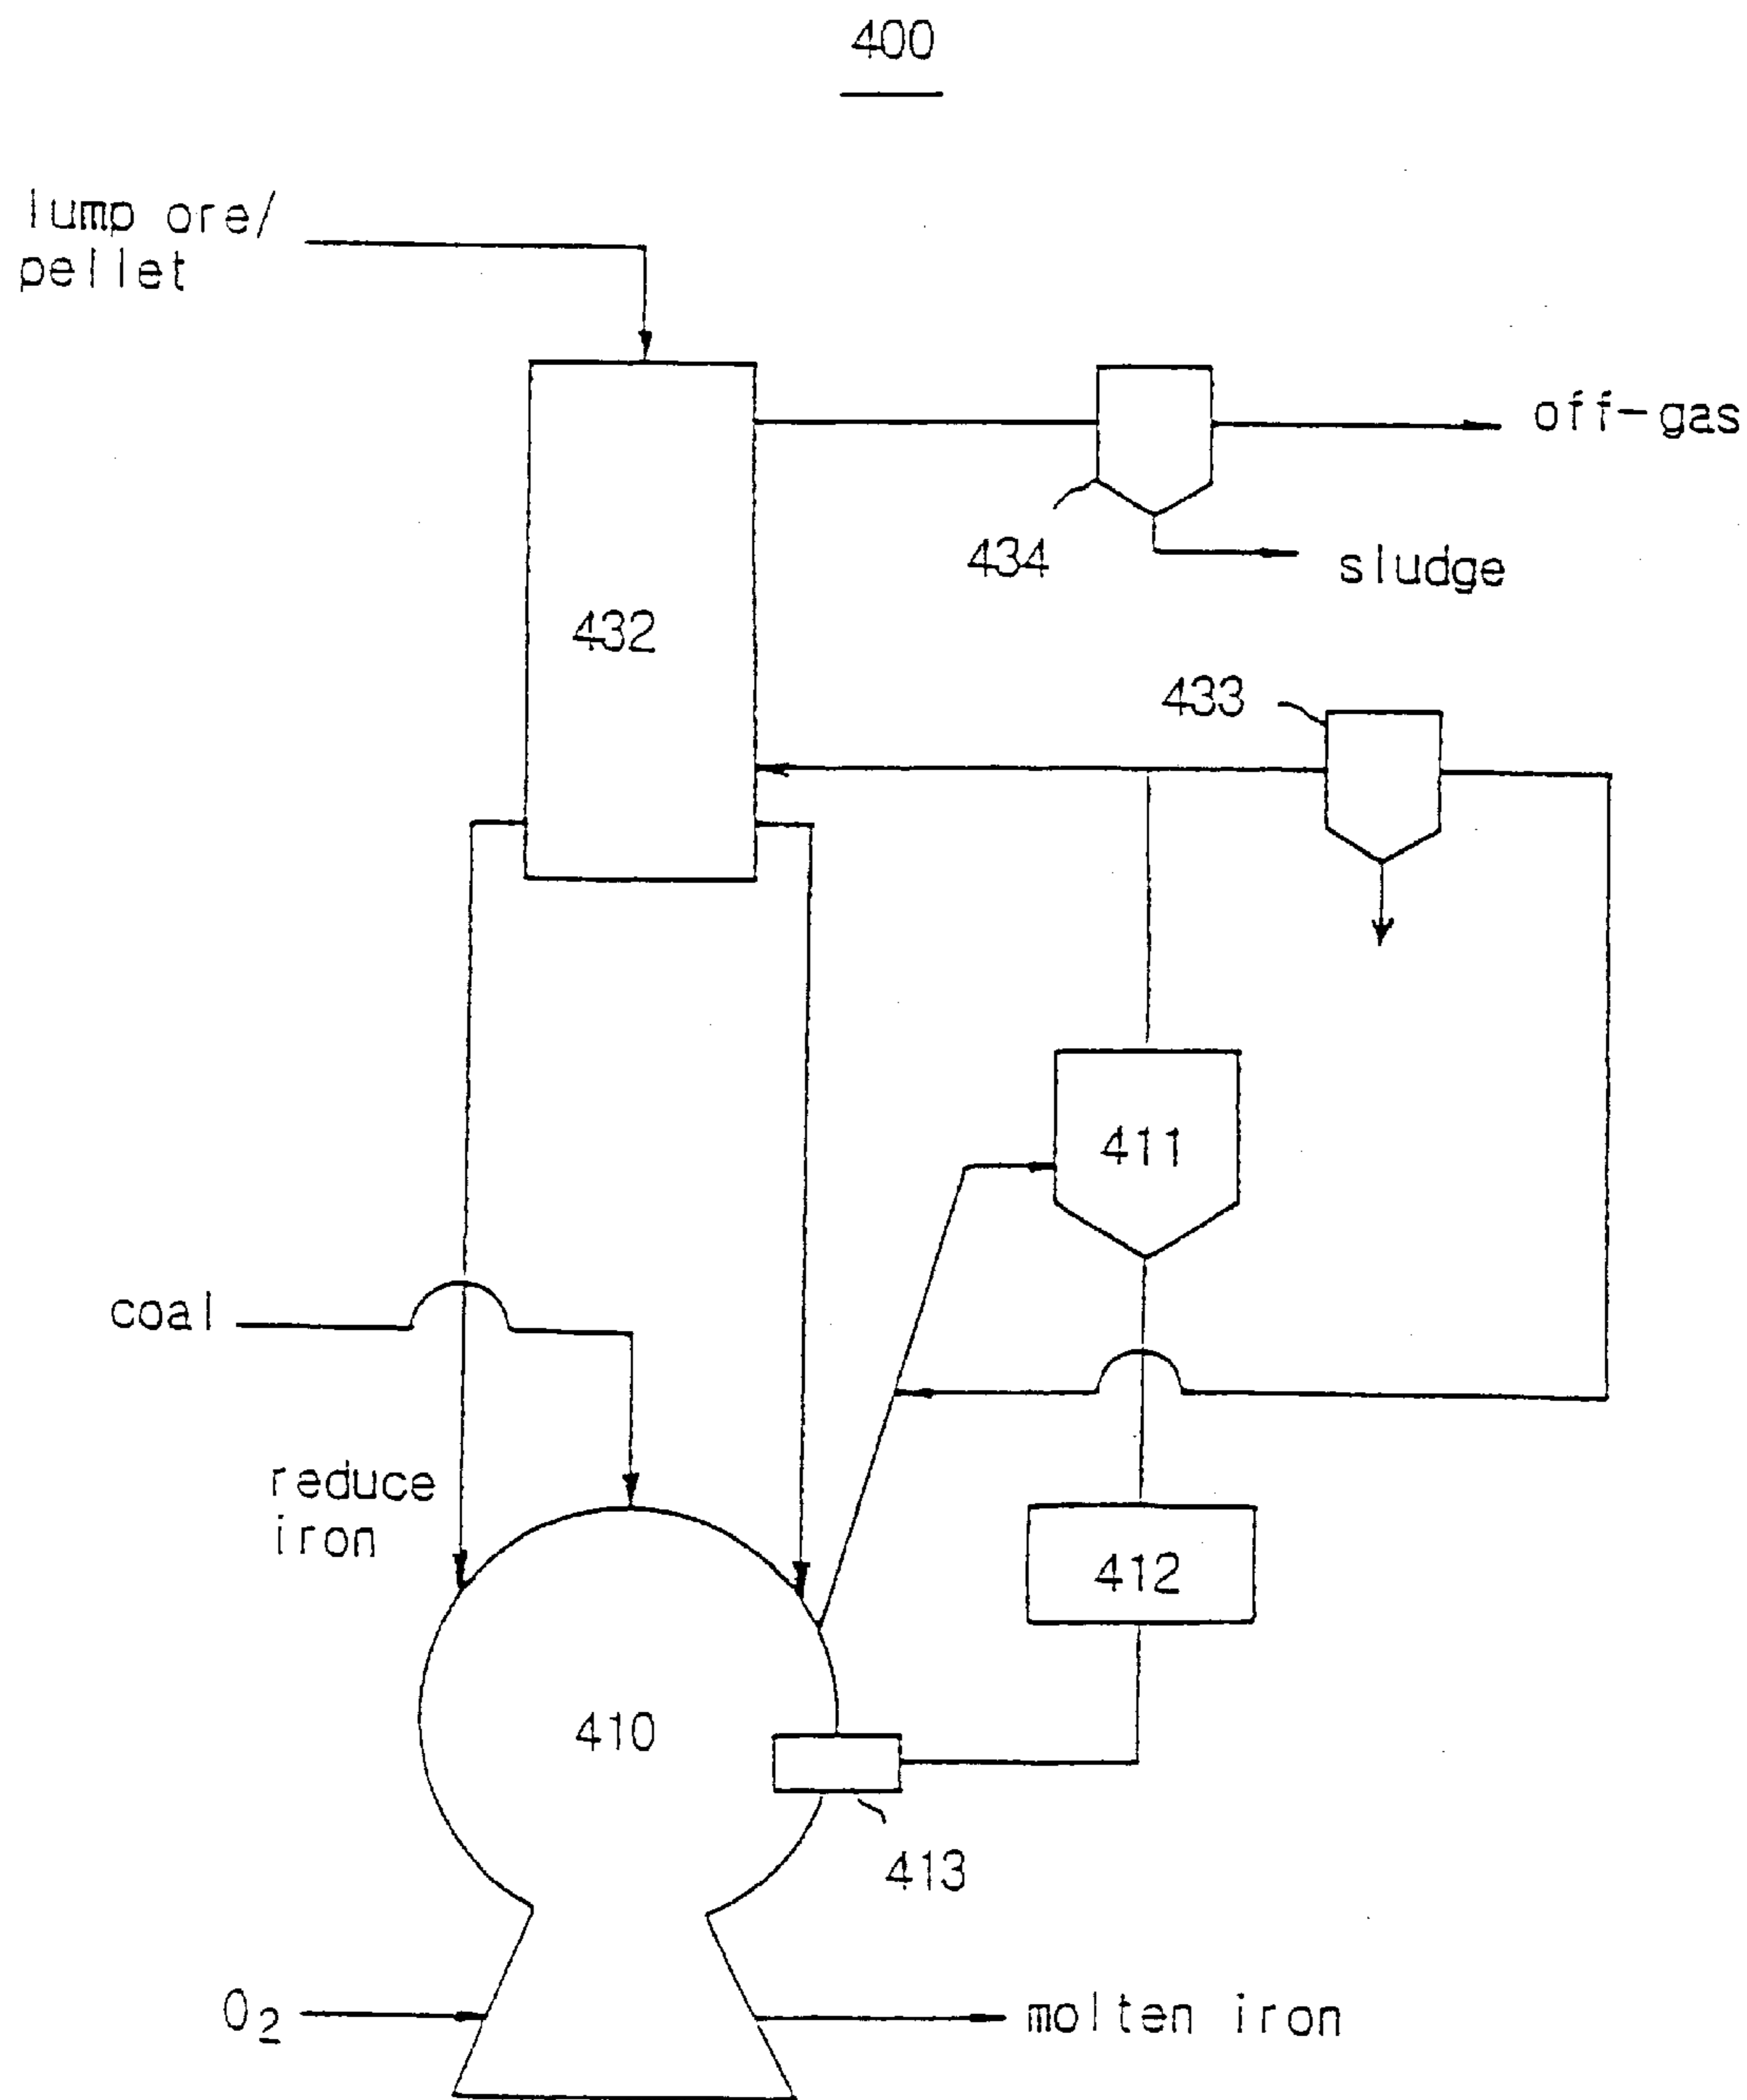 400
lump ore/
pellet
off-gas
434
sludge
432
433
411
coal
reduce
iron
412
410
413
O2
molten iron